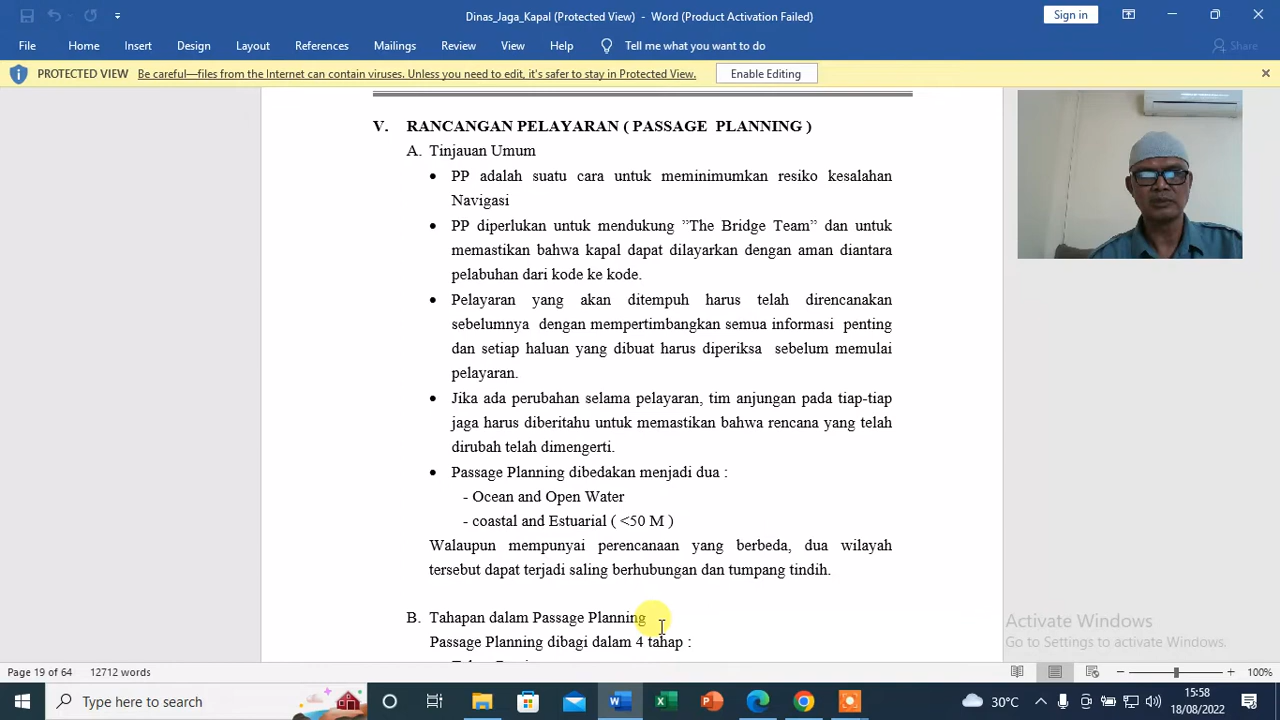 Dinas_Jaga_Kapal (Protected View) - Word (Product Activation Failed)
Sign in
File Home Insert Design Layout References Mailings Review View Help Tell me what you want to do Share
PROTECTED VIEW Be careful—files from the Internet can contain viruses. Unless you need to edit, it's safer to stay in Protected View. Enable Editing
V. RANCANGAN PELAYARAN ( PASSAGE PLANNING )
A. Tinjauan Umum
• PP adalah suatu cara untuk meminimumkan resiko kesalahan
Navigasi
• PP diperlukan untuk mendukung ”The Bridge Team” dan untuk
memastikan bahwa kapal dapat dilayarkan dengan aman diantara
pelabuhan dari kode ke kode.
• Pelayaran yang akan ditempuh harus telah direncanakan
sebelumnya dengan mempertimbangkan semua informasi penting
dan setiap haluan yang dibuat harus diperiksa sebelum memulai
pelayaran.
• Jika ada perubahan selama pelayaran, tim anjungan pada tiap-tiap
jaga harus diberitahu untuk memastikan bahwa rencana yang telah
dirubah telah dimengerti.
• Passage Planning dibedakan menjadi dua :
- Ocean and Open Water
- coastal and Estuarial ( <50 M )
Walaupun mempunyai perencanaan yang berbeda, dua wilayah
tersebut dapat terjadi saling berhubungan dan tumpang tindih.
B. Tahapan dalam Passage Planning
Passage Planning dibagi dalam 4 tahap :
Activate Windows
Go to Settings to activate Windows.
Page 19 of 64 12712 words 100%
Type here to search
30°C
15:58
18/08/2022